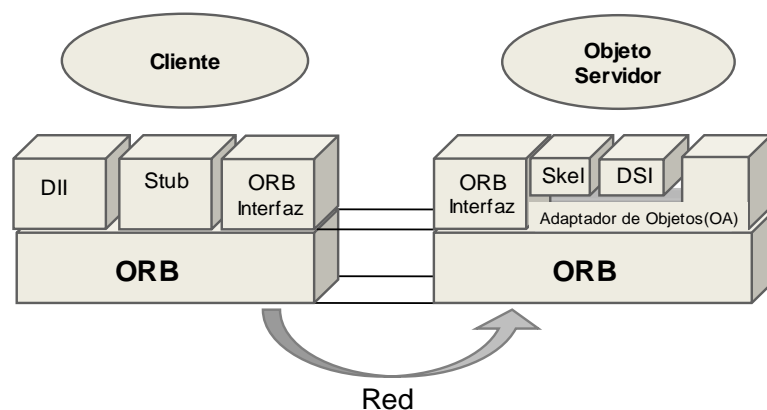 Cliente
Objeto
Servidor
DII
Stub
ORB
Interfaz
ORB
Interfaz
Skel
DSI
Adaptador de Objetos(OA)
ORB
ORB
Red